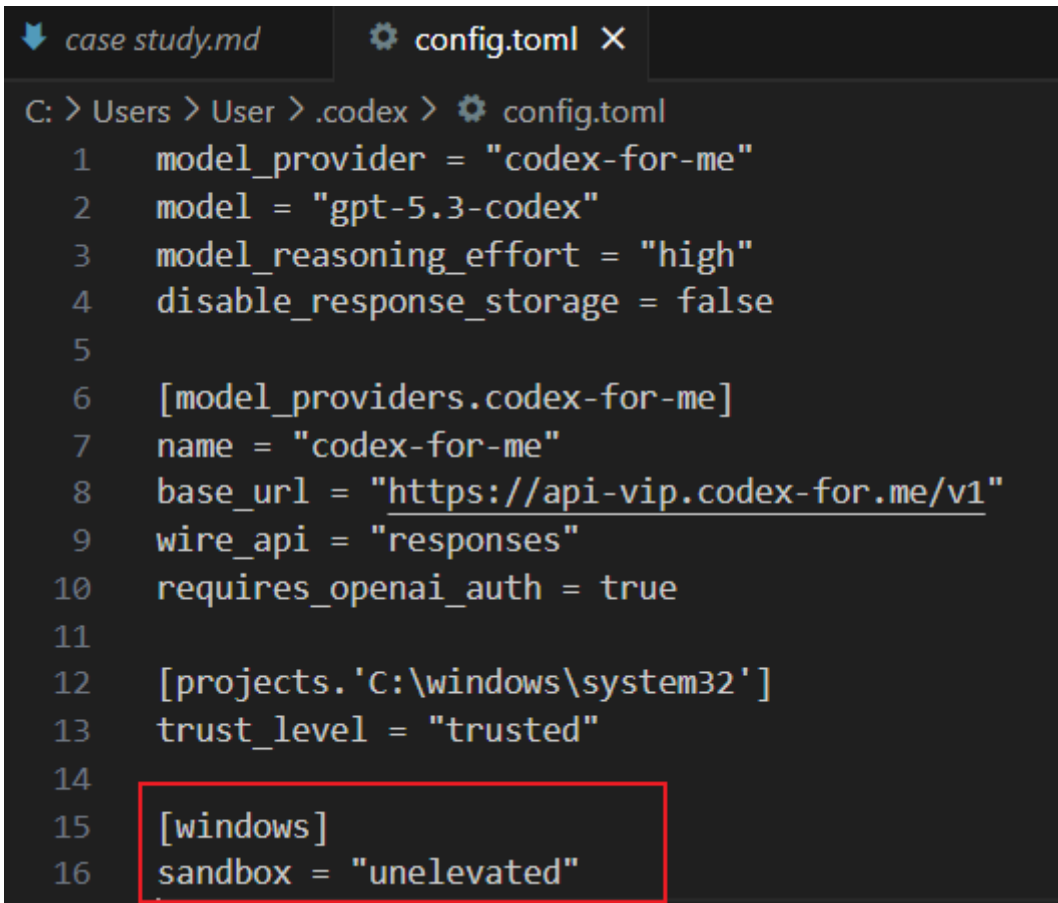 case study.md
config.toml ×
C: > Users > User > .codex > config.toml
1 model_provider = "codex-for-me"
2 model = "gpt-5.3-codex"
3 model_reasoning_effort = "high"
4 disable_response_storage = false
5
6 [model_providers.codex-for-me]
7 name = "codex-for-me"
8 base_url = "https://api-vip.codex-for.me/v1"
9 wire_api = "responses"
10 requires_openai_auth = true
11
12 [projects.'C:\windows\system32']
13 trust_level = "trusted"
14
15 [windows]
16 sandbox = "unelevated"